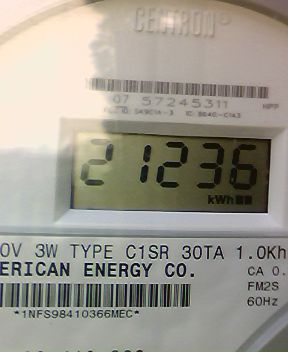 CENTRON®
07 57245311
21236
kWh
0V 3W TYPE C1SR 30TA 1.0Kh
ERICAN ENERGY CO.
CA 0.
FM2S
60Hz
*1NFS98410366MEC*